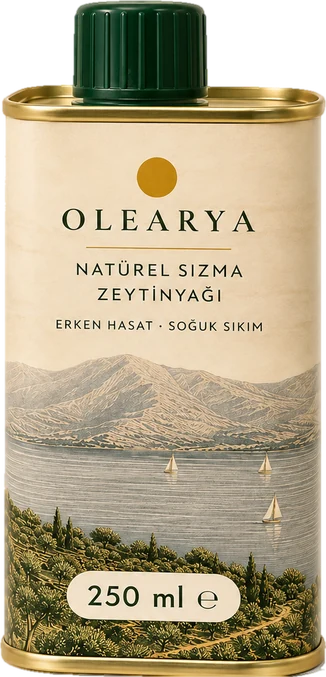 OLEARYA
NATÜREL SIZMA
ZEYTİNYAĞI
ERKEN HASAT · SOĞUK SIKIM
250 ml ℮